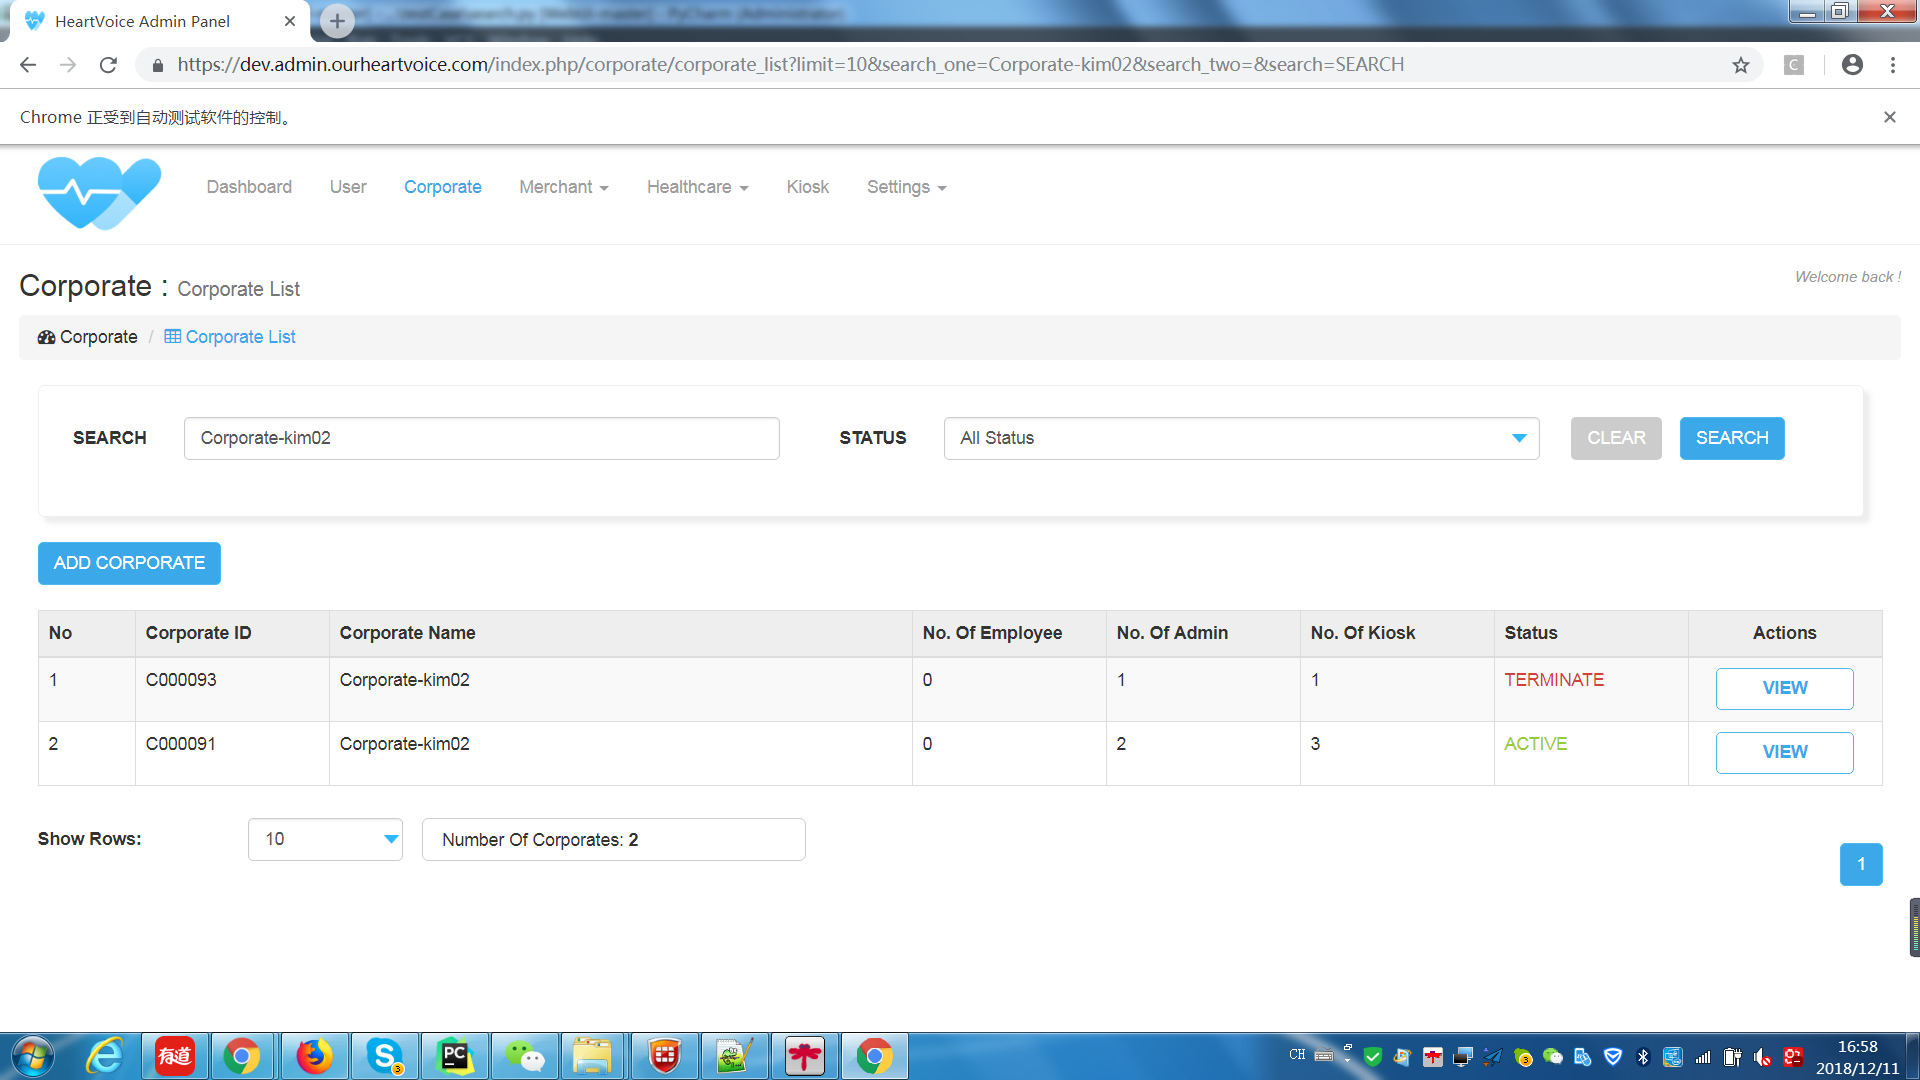 HeartVoice Admin Panel
https://dev.admin.ourheartvoice.com/index.php/corporate/corporate_list?limit=10&search_one=Corporate-kim02&search_two=&search=SEARCH
C
Chrome 正受到自动测试软件的控制。
Dashboard User Corporate Merchant Healthcare Kiosk Settings
Corporate : Corporate List
Welcome back !
Corporate / Corporate List
SEARCH Corporate-kim02 STATUS All Status CLEAR SEARCH
ADD CORPORATE
No Corporate ID Corporate Name No. Of Employee No. Of Admin No. Of Kiosk Status Actions
1 C000093 Corporate-kim02 0 1 1 TERMINATE VIEW
2 C000091 Corporate-kim02 0 2 3 ACTIVE VIEW
Show Rows: 10 Number Of Corporates: 2
1
有道
PC
S
3
CH
3
16:58
2018/12/11